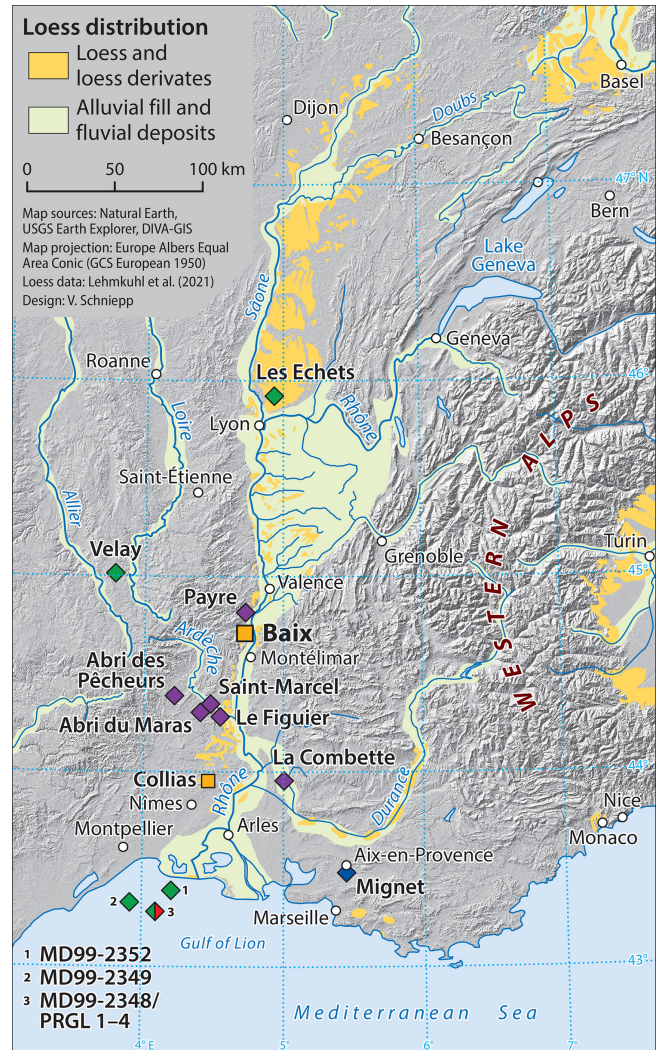 Loess distribution
Loess and
loess derivates
Alluvial fill and
fluvial deposits
0 50 100 km
Map sources: Natural Earth,
USGS Earth Explorer, DIVA-GIS
Map projection: Europe Albers Equal
Area Conic (GCS European 1950)
Loess data: Lehmkuhl et al. (2021)
Design: V. Schniepp
Basel
Dijon
Doubs
Besançon
47° N
Bern
Lake
Geneva
Sâone
Geneva
Roanne
Les Echets
46°
Loire
Rhône
WESTERN ALPS
Lyon
Saint-Étienne
Allier
Velay
Grenoble
Turin
45°
Valence
Payre
Baix
Ardèche
Montélimar
Abri des
Pêcheurs
Saint-Marcel
Abri du Maras
Le Figuier
La Combette
44°
Collias
Rhône
Durance
Nîmes
Nice
Montpellier
Arles
Monaco
Aix-en-Provence
Mignet
1
2
3
Marseille
Gulf of Lion
1 MD99-2352
2 MD99-2349
43°
3 MD99-2348/
PRGL 1–4
Mediterranean Sea
4° E 5° 6° 7°